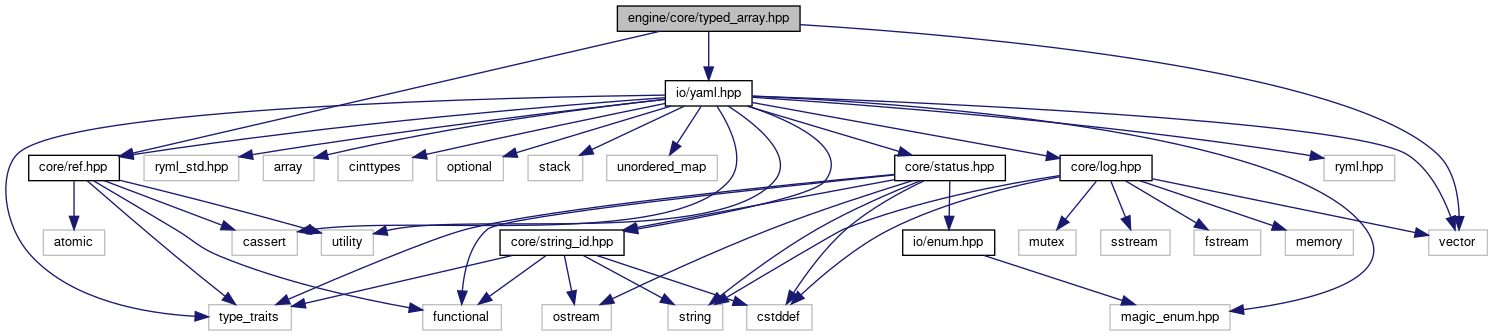 engine/core/typed_array.hpp
io/yaml.hpp
core/ref.hpp
ryml_std.hpp
array
cinttypes
optional
stack
unordered_map
core/status.hpp
core/log.hpp
ryml.hpp
atomic
cassert
utility
core/string_id.hpp
io/enum.hpp
mutex
sstream
fstream
memory
vector
type_traits
functional
ostream
string
cstddef
magic_enum.hpp